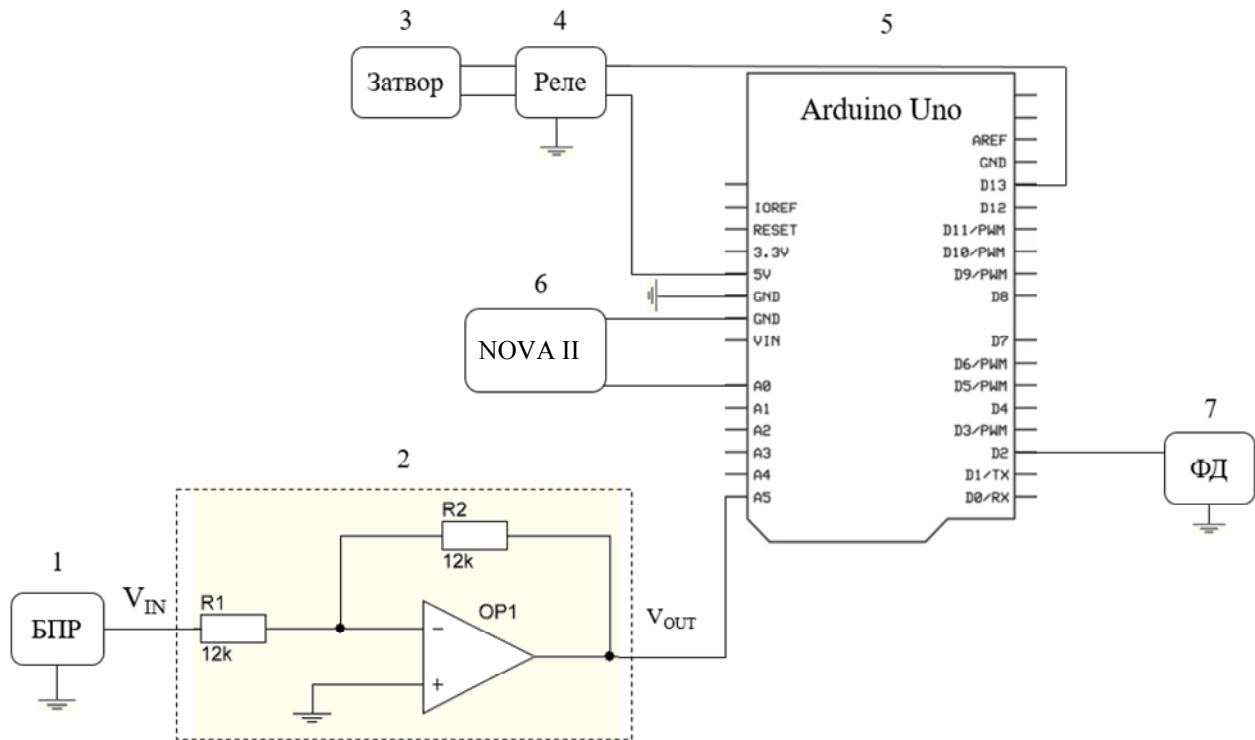 3
4
5
Затвор
Реле
Arduino Uno
AREF
GND
D13
IOREF
D12
RESET
D11/PWM
3.3V
D10/PWM
5V
D9/PWM
GND
D8
GND
VIN
D7
D6/PWM
A0
D5/PWM
A1
D4
A2
D3/PWM
A3
D2
A4
D1/TX
A5
D0/RX
6
NOVA II
7
ФД
2
R2
12k
1
БПР
VIN
R1
12k
OP1
−
+
VOUT